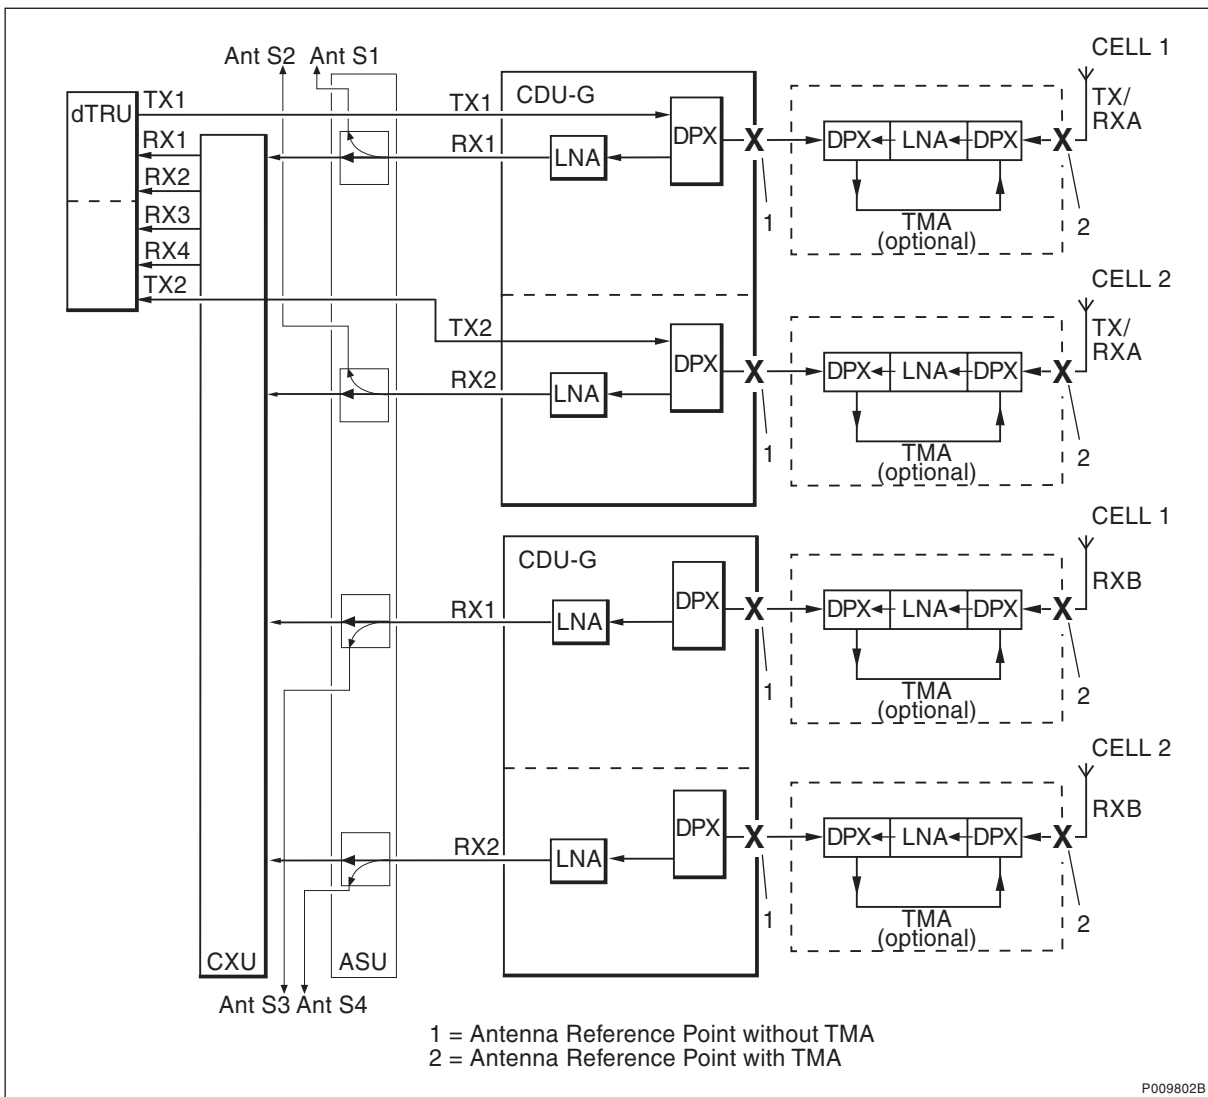 Ant S2 Ant S1
CELL 1
dTRU
TX1
TX1
CDU-G
DPX
TX/
RXA
RX1
RX1
LNA
DPX
LNA
DPX
RX2
RX3
RX4
1
TMA
(optional)
2
TX2
CELL 2
TX2
DPX
TX/
RXA
RX2
LNA
DPX
LNA
DPX
1
TMA
(optional)
2
CELL 1
CDU-G
DPX
RXB
RX1
LNA
DPX
LNA
DPX
1
TMA
(optional)
2
CELL 2
DPX
RXB
RX2
LNA
DPX
LNA
DPX
1
TMA
(optional)
2
CXU
ASU
Ant S3 Ant S4
1 = Antenna Reference Point without TMA
2 = Antenna Reference Point with TMA
X
X
X
X
X
X
X
X
P009802B